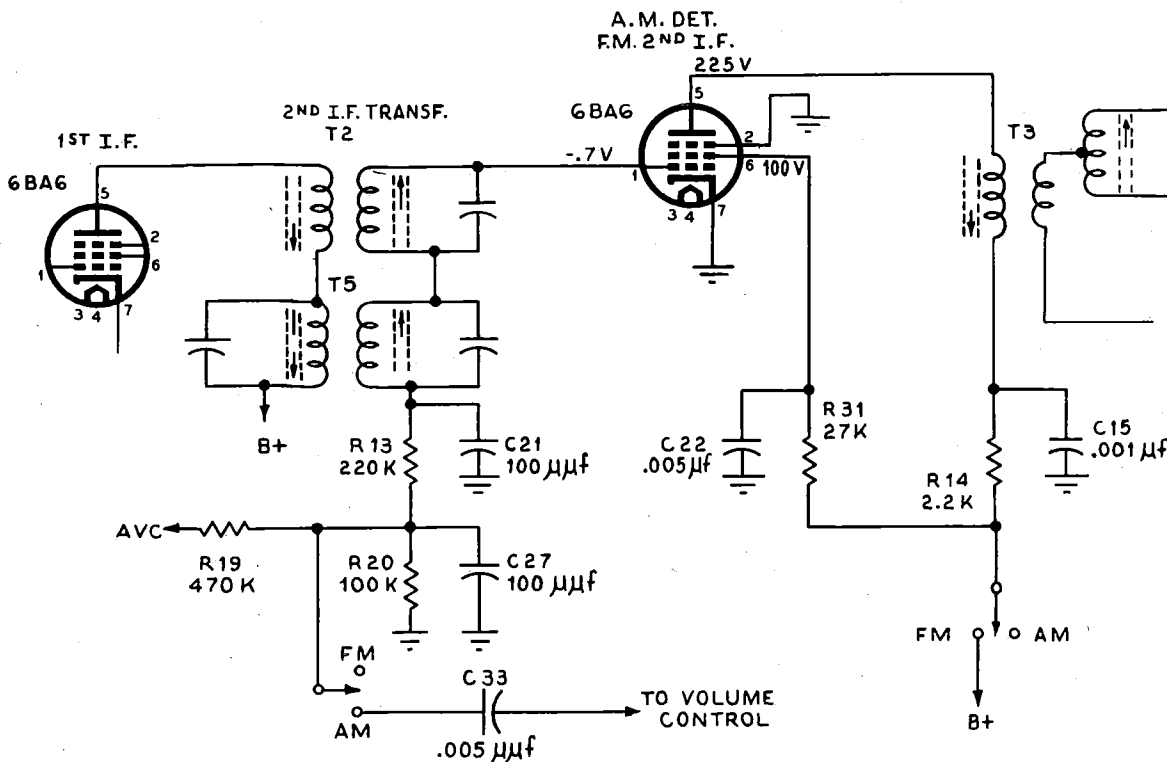 A.M. DET.
F.M. 2ND I.F.
225V
5
6BA6
2
6
100V
-.7V
1
3 4
7
1ST I.F.
6BA6
5
2
6
1
3 4
7
2ND I.F. TRANSF.
T2
T5
T3
B+
R13
220K
C21
100 µµf
C22
.005µf
R31
27K
R14
2.2K
C15
.001 µf
AVC
R19
470 K
R20
100K
C27
100 µµf
FM
AM
C33
.005 µµf
TO VOLUME
CONTROL
FM
AM
B+